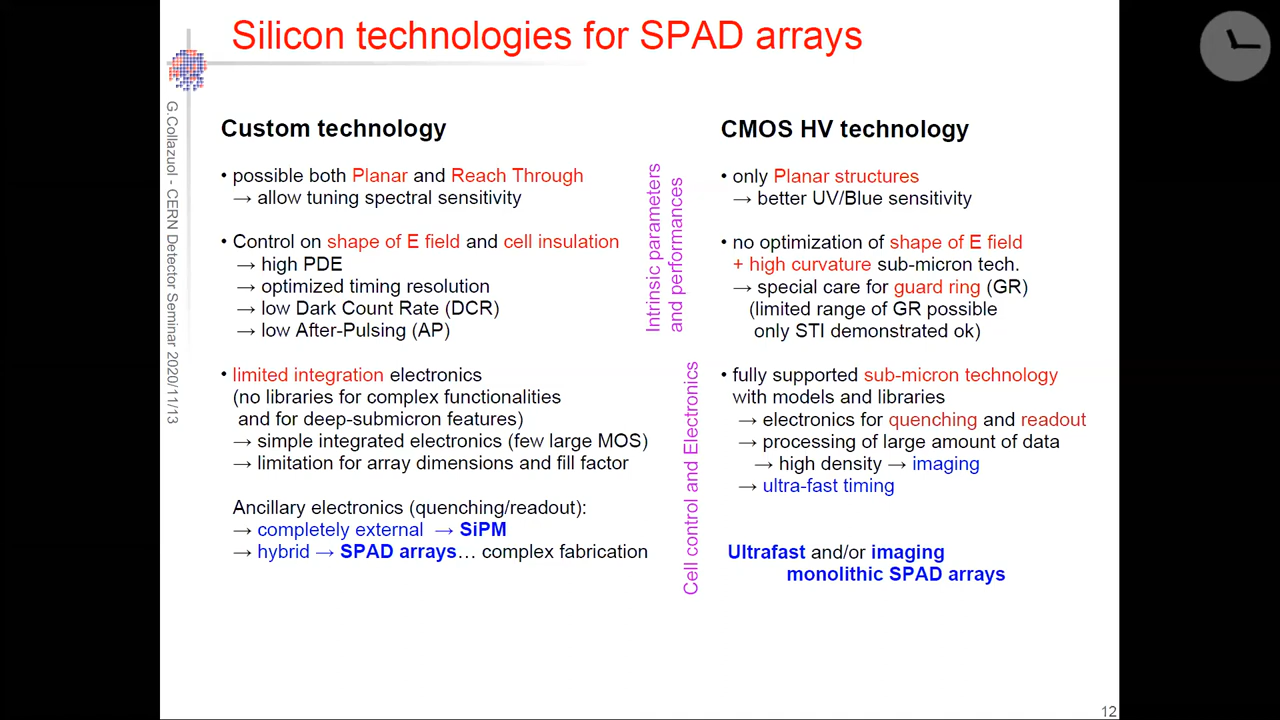 Silicon technologies for SPAD arrays
G.Collazuol - CERN Detector Seminar 2020/11/13
Custom technology
• possible both Planar and Reach Through
→ allow tuning spectral sensitivity
• Control on shape of E field and cell insulation
→ high PDE
→ optimized timing resolution
→ low Dark Count Rate (DCR)
→ low After-Pulsing (AP)
• limited integration electronics
(no libraries for complex functionalities
and for deep-submicron features)
→ simple integrated electronics (few large MOS)
→ limitation for array dimensions and fill factor
Ancillary electronics (quenching/readout):
→ completely external → SiPM
→ hybrid → SPAD arrays… complex fabrication
Intrinsic parameters
and performances
Cell control and Electronics
CMOS HV technology
• only Planar structures
→ better UV/Blue sensitivity
• no optimization of shape of E field
+ high curvature sub-micron tech.
→ special care for guard ring (GR)
(limited range of GR possible
only STI demonstrated ok)
• fully supported sub-micron technology
with models and libraries
→ electronics for quenching and readout
→ processing of large amount of data
→ high density → imaging
→ ultra-fast timing
Ultrafast and/or imaging
monolithic SPAD arrays
12